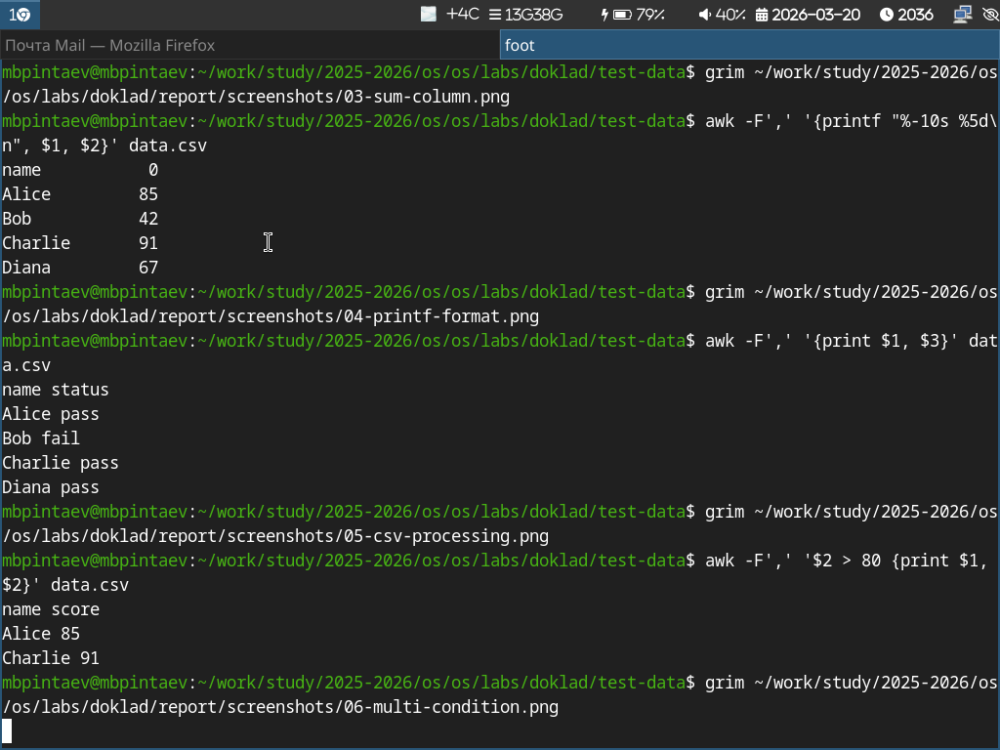 1
+4C 13G38G 79% 40% 2026-03-20 2036
Почта Mail — Mozilla Firefox
foot
mbpintaev@mbpintaev:~/work/study/2025-2026/os/os/labs/doklad/test-data$ grim ~/work/study/2025-2026/os
/os/labs/doklad/report/screenshots/03-sum-column.png
mbpintaev@mbpintaev:~/work/study/2025-2026/os/os/labs/doklad/test-data$ awk -F',' '{printf "%-10s %5d\
n", $1, $2}' data.csv
name           0
Alice         85
Bob           42
Charlie       91
Diana         67
mbpintaev@mbpintaev:~/work/study/2025-2026/os/os/labs/doklad/test-data$ grim ~/work/study/2025-2026/os
/os/labs/doklad/report/screenshots/04-printf-format.png
mbpintaev@mbpintaev:~/work/study/2025-2026/os/os/labs/doklad/test-data$ awk -F',' '{print $1, $3}' dat
a.csv
name status
Alice pass
Bob fail
Charlie pass
Diana pass
mbpintaev@mbpintaev:~/work/study/2025-2026/os/os/labs/doklad/test-data$ grim ~/work/study/2025-2026/os
/os/labs/doklad/report/screenshots/05-csv-processing.png
mbpintaev@mbpintaev:~/work/study/2025-2026/os/os/labs/doklad/test-data$ awk -F',' '$2 > 80 {print $1,
$2}' data.csv
name score
Alice 85
Charlie 91
mbpintaev@mbpintaev:~/work/study/2025-2026/os/os/labs/doklad/test-data$ grim ~/work/study/2025-2026/os
/os/labs/doklad/report/screenshots/06-multi-condition.png